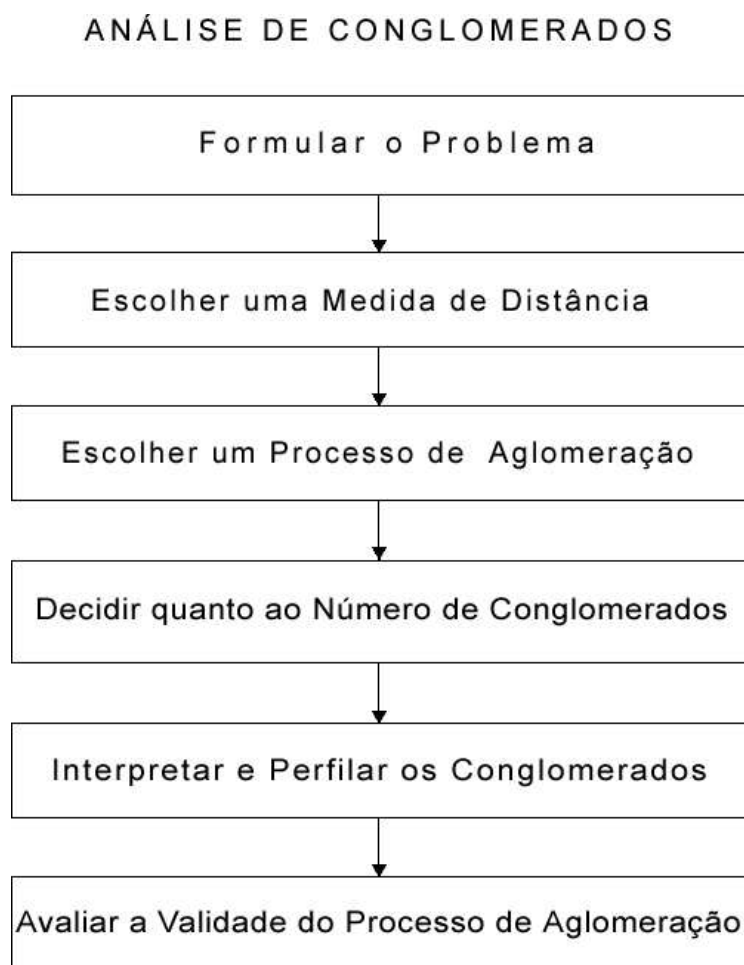 ANÁLISE DE CONGLOMERADOS
Formular o Problema
Escolher uma Medida de Distância
Escolher um Processo de Aglomeração
Decidir quanto ao Número de Conglomerados
Interpretar e Perfilar os Conglomerados
Avaliar a Validade do Processo de Aglomeração